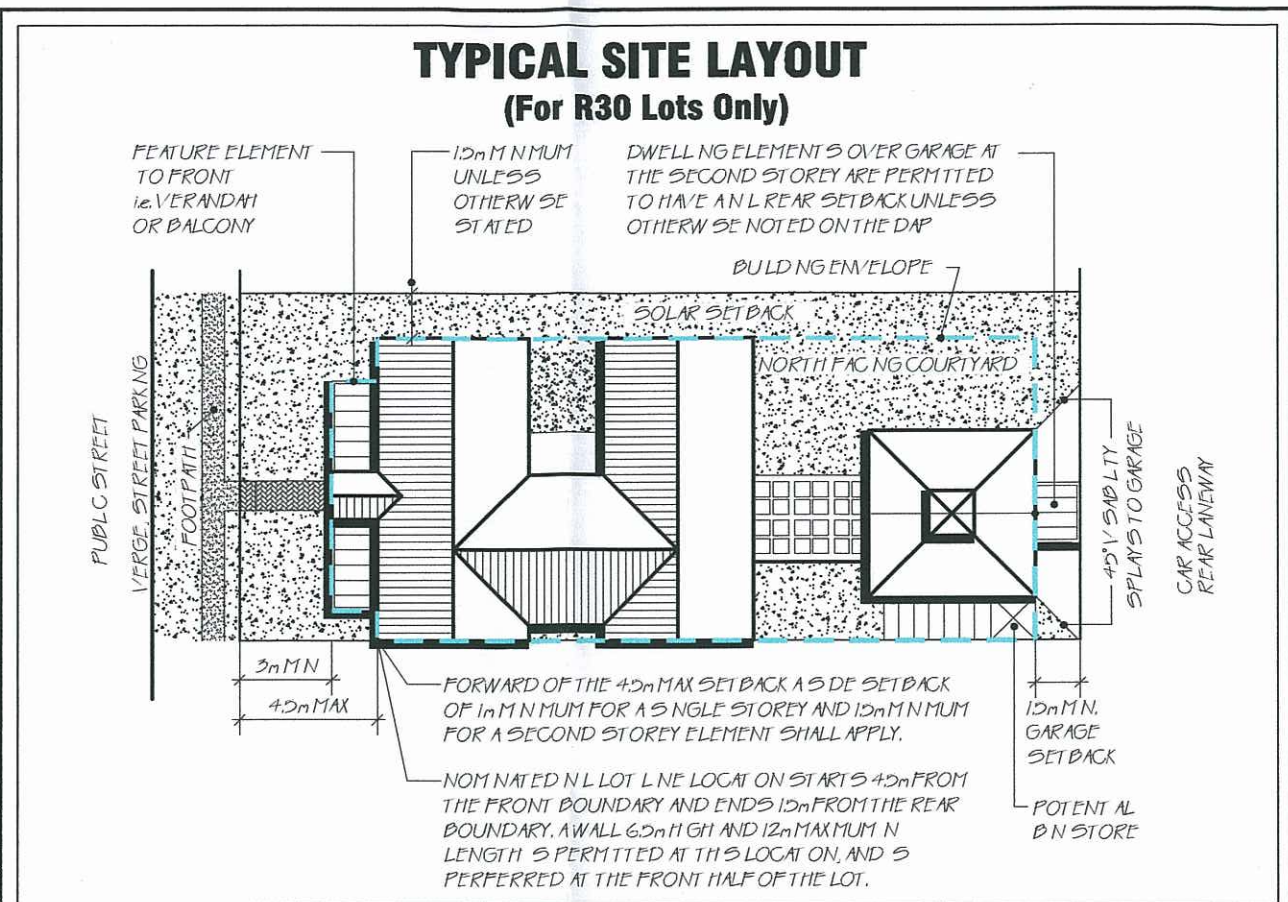 TYPICAL SITE LAYOUT
(For R30 Lots Only)
FEATURE ELEMENT
TO FRONT
i.e. VERANDAH
OR BALCONY
1.5m M N MUM
UNLESS
OTHERW SE
STATED
DWELL NG ELEMENTS OVER GARAGE AT
THE SECOND STOREY ARE PERM TTED
TO HAVE A N L REAR SETBACK UNLESS
OTHERW SE NOTED ON THE DAP
BU LD NG ENVELOPE
SOLAR SETBACK
NORTH FAC NG COURTYARD
PUBL C STREET
VERGE, STREET PARK NG
FOOTPATH
45° V S AB L TY
SPLAYS TO GARAGE
CAR ACCESS
REAR LANEWAY
3m M N
4.5m MAX
FORWARD OF THE 4.5m MAX SETBACK A S DE SETBACK
OF 1m M N MUM FOR A S NGLE STOREY AND 1.5m M N MUM
FOR A SECOND STOREY ELEMENT SHALL APPLY.
NOM NATED N L LOT L NE LOCAT ON STARTS 4.5m FROM
THE FRONT BOUNDARY AND ENDS 1.5m FROM THE REAR
BOUNDARY. A WALL 6.5m H GH AND 12m MAX MUM N
LENGTH S PERM TTED AT TH S LOCAT ON, AND S
PERFERRED AT THE FRONT HALF OF THE LOT.
1.5m M N.
GARAGE
SETBACK
POTENT AL
B N STORE